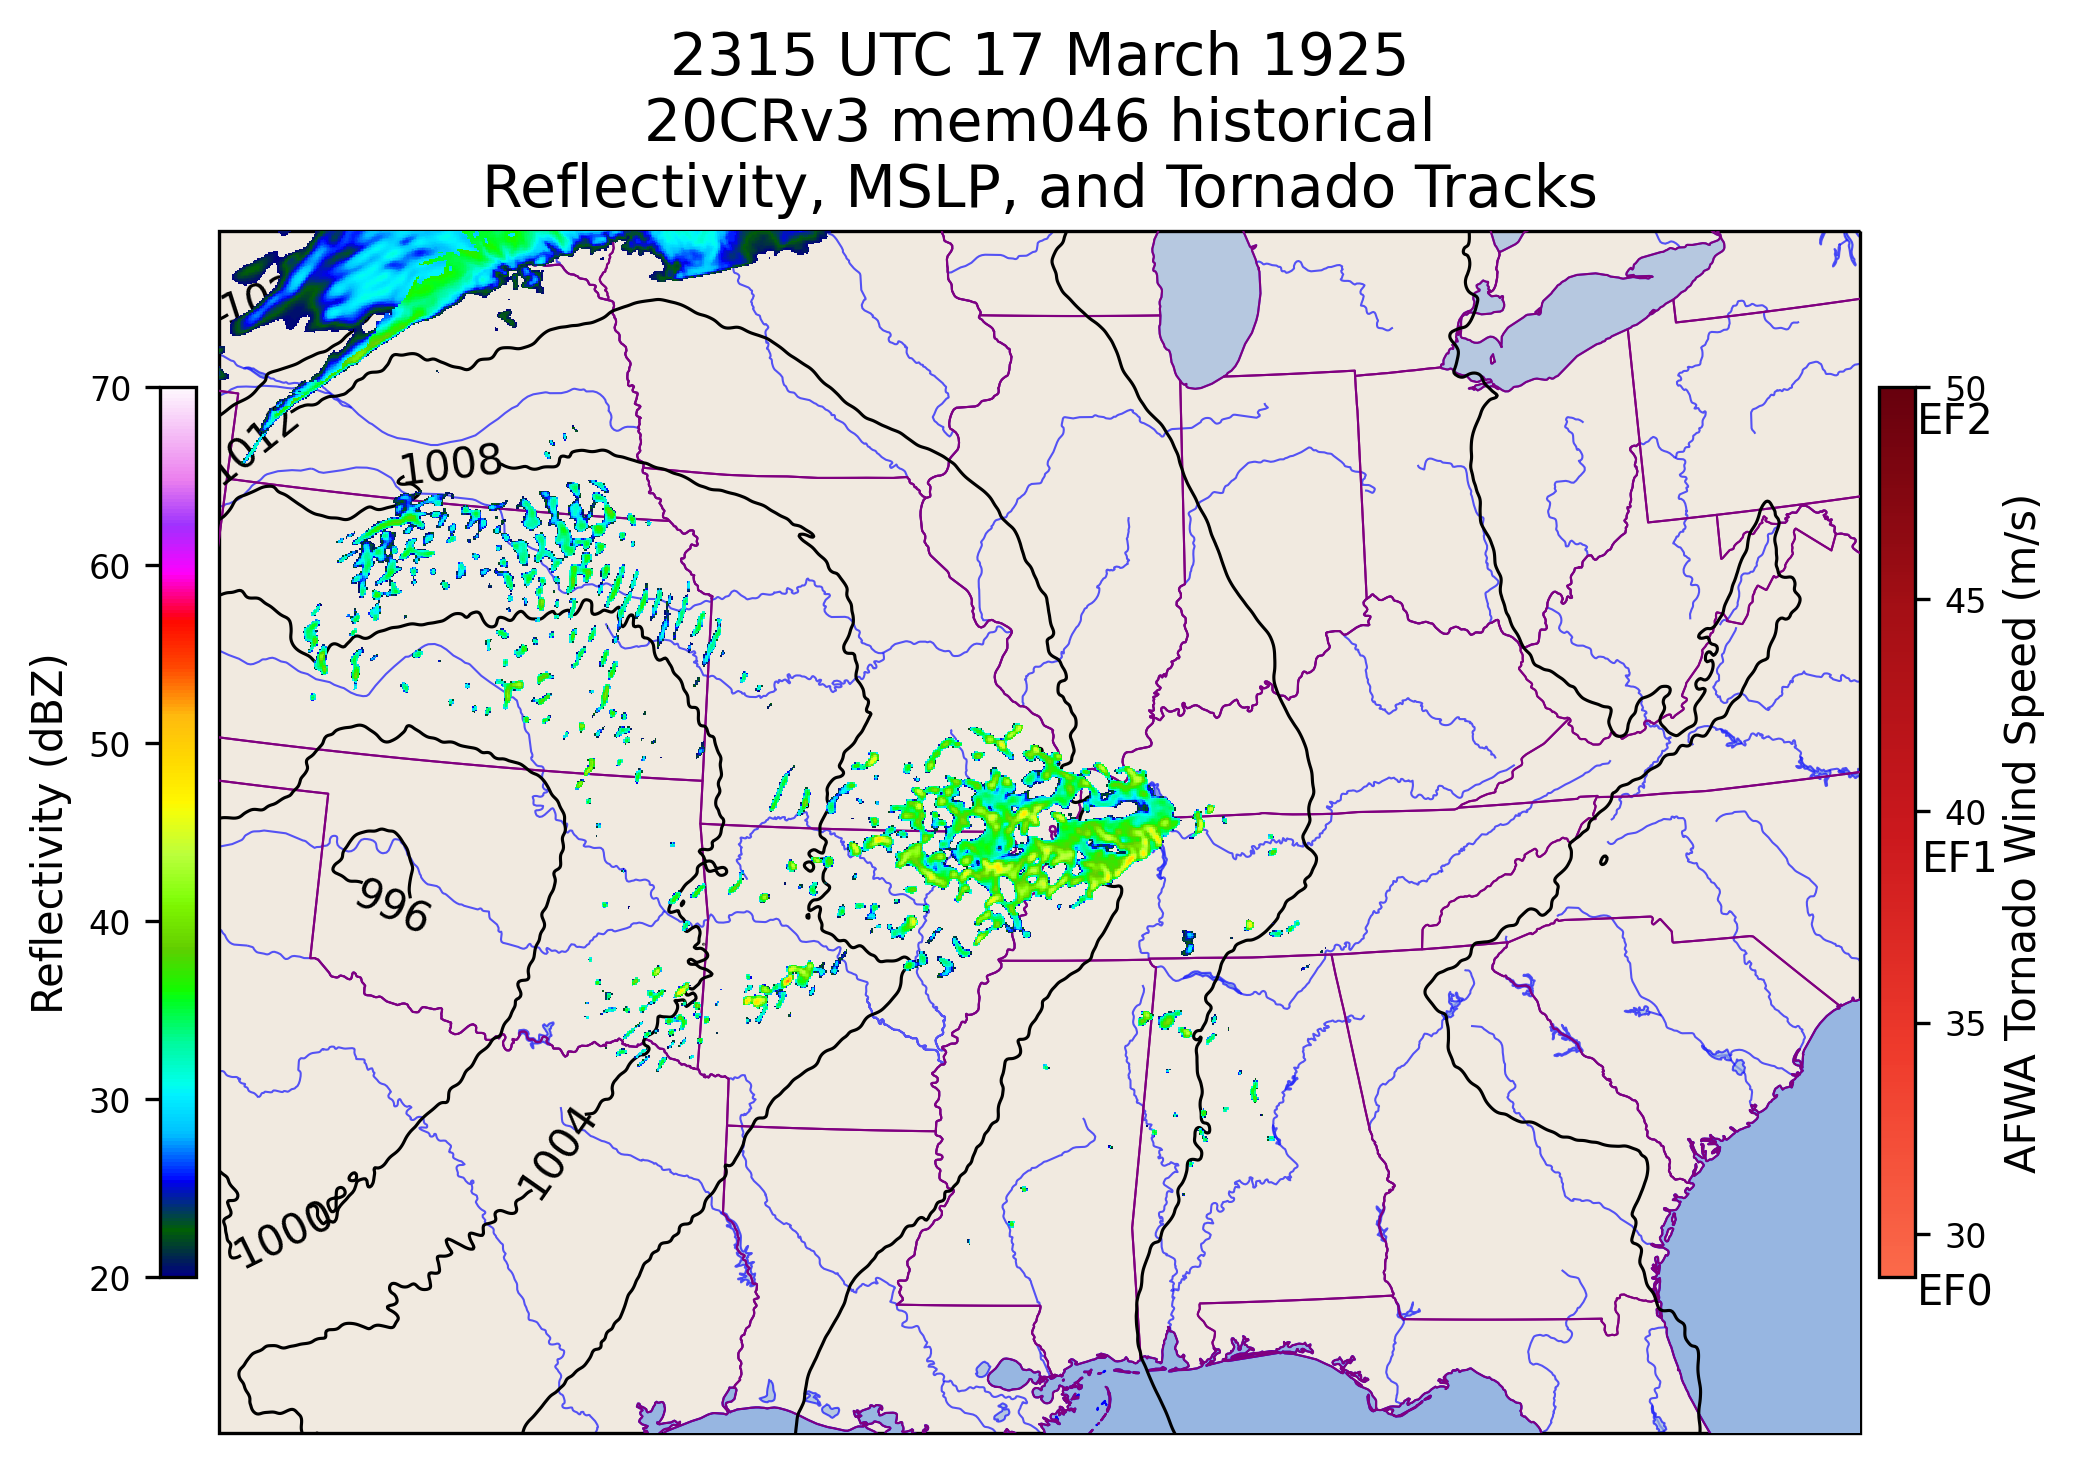 2315 UTC 17 March 1925
20CRv3 mem046 historical
Reflectivity, MSLP, and Tornado Tracks
70
60
50
40
30
20
Reflectivity (dBZ)
1012
1008
996
1000
1004
50
EF2
45
40
EF1
35
30
EF0
AFWA Tornado Wind Speed (m/s)